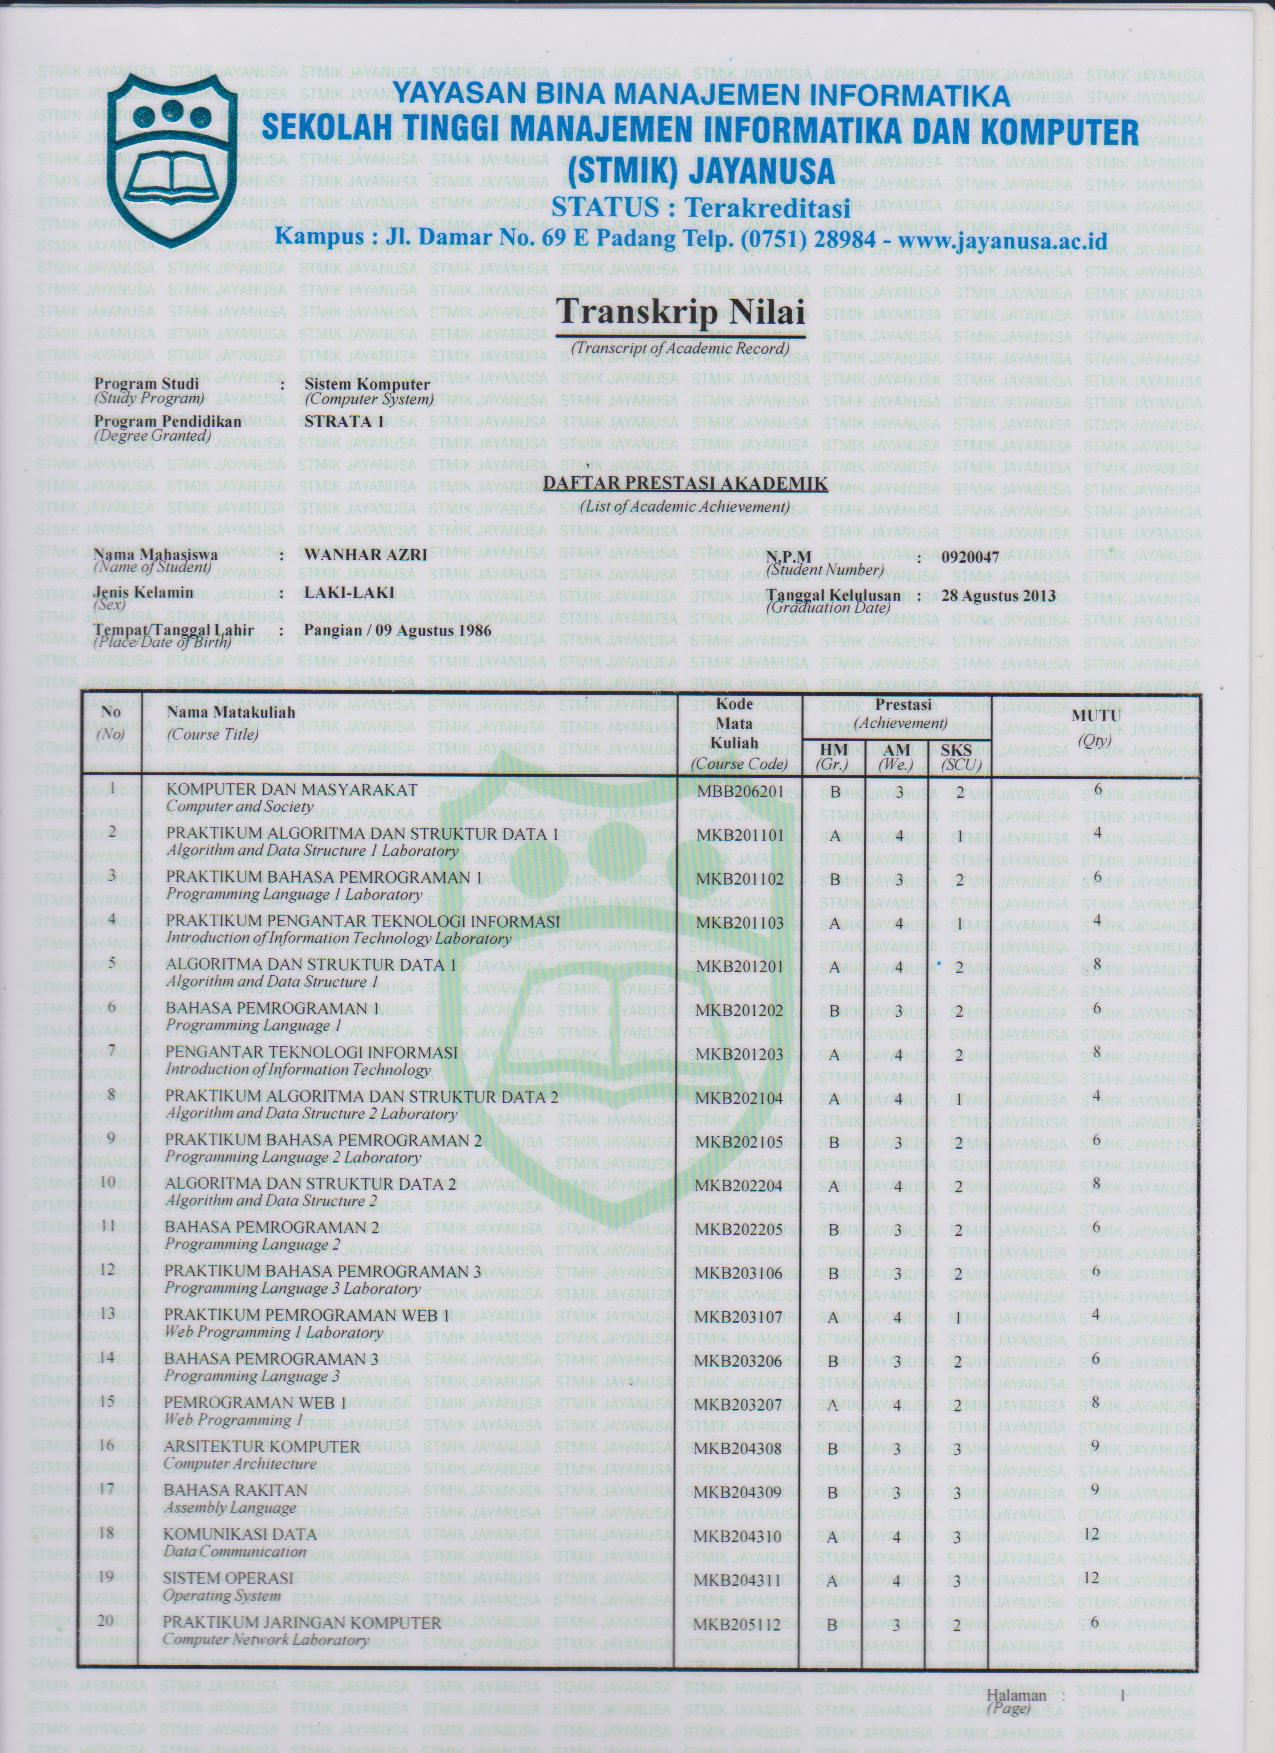 YAYASAN BINA MANAJEMEN INFORMATIKA
SEKOLAH TINGGI MANAJEMEN INFORMATIKA DAN KOMPUTER
(STMIK) JAYANUSA
STATUS : Terakreditasi
Kampus : Jl. Damar No. 69 E Padang Telp. (0751) 28984 - www.jayanusa.ac.id
Transkrip Nilai
(Transcript of Academic Record)
Program Studi : Sistem Komputer
(Study Program) (Computer System)
Program Pendidikan STRATA 1
(Degree Granted)
DAFTAR PRESTASI AKADEMIK
(List of Academic Achievement)
Nama Mahasiswa : WANHAR AZRI N.P.M : 0920047
(Name of Student) (Student Number)
Jenis Kelamin : LAKI-LAKI Tanggal Kelulusan : 28 Agustus 2013
(Sex) (Graduation Date)
Tempat/Tanggal Lahir : Pangian / 09 Agustus 1986
(Place/Date of Birth)
No Nama Matakuliah Kode Mata Kuliah Prestasi MUTU
(No) (Course Title) (Course Code) (Achievement) (Qty)
HM AM SKS
(Gr.) (We.) (SCU)
1 KOMPUTER DAN MASYARAKAT MBB206201 B 3 2 6
Computer and Society
2 PRAKTIKUM ALGORITMA DAN STRUKTUR DATA 1 MKB201101 A 4 1 4
Algorithm and Data Structure 1 Laboratory
3 PRAKTIKUM BAHASA PEMROGRAMAN 1 MKB201102 B 3 2 6
Programming Language 1 Laboratory
4 PRAKTIKUM PENGANTAR TEKNOLOGI INFORMASI MKB201103 A 4 1 4
Introduction of Information Technology Laboratory
5 ALGORITMA DAN STRUKTUR DATA 1 MKB201201 A 4 2 8
Algorithm and Data Structure 1
6 BAHASA PEMROGRAMAN 1 MKB201202 B 3 2 6
Programming Language 1
7 PENGANTAR TEKNOLOGI INFORMASI MKB201203 A 4 2 8
Introduction of Information Technology
8 PRAKTIKUM ALGORITMA DAN STRUKTUR DATA 2 MKB202104 A 4 1 4
Algorithm and Data Structure 2 Laboratory
9 PRAKTIKUM BAHASA PEMROGRAMAN 2 MKB202105 B 3 2 6
Programming Language 2 Laboratory
10 ALGORITMA DAN STRUKTUR DATA 2 MKB202204 A 4 2 8
Algorithm and Data Structure 2
11 BAHASA PEMROGRAMAN 2 MKB202205 B 3 2 6
Programming Language 2
12 PRAKTIKUM BAHASA PEMROGRAMAN 3 MKB203106 B 3 2 6
Programming Language 3 Laboratory
13 PRAKTIKUM PEMROGRAMAN WEB 1 MKB203107 A 4 1 4
Web Programming 1 Laboratory
14 BAHASA PEMROGRAMAN 3 MKB203206 B 3 2 6
Programming Language 3
15 PEMROGRAMAN WEB 1 MKB203207 A 4 2 8
Web Programming 1
16 ARSITEKTUR KOMPUTER MKB204308 B 3 3 9
Computer Architecture
17 BAHASA RAKITAN MKB204309 B 3 3 9
Assembly Language
18 KOMUNIKASI DATA MKB204310 A 4 3 12
Data Communication
19 SISTEM OPERASI MKB204311 A 4 3 12
Operating System
20 PRAKTIKUM JARINGAN KOMPUTER MKB205112 B 3 2 6
Computer Network Laboratory
Halaman : 1
(Page)